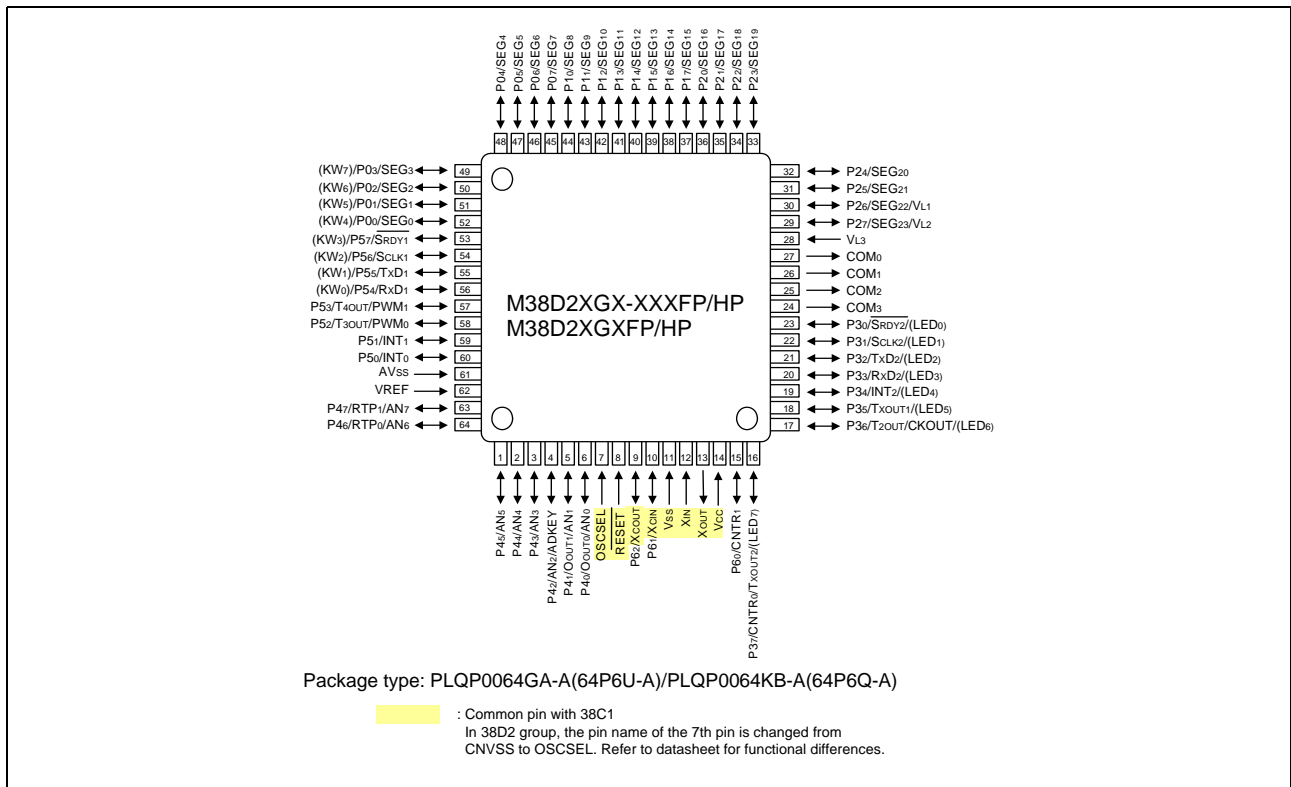 P04/SEG4
P05/SEG5
P06/SEG6
P07/SEG7
P10/SEG8
P11/SEG9
P12/SEG10
P13/SEG11
P14/SEG12
P15/SEG13
P16/SEG14
P17/SEG15
P20/SEG16
P21/SEG17
P22/SEG18
P23/SEG19
48 47 46 45 44 43 42 41 40 39 38 37 36 35 34 33
(KW7)/P03/SEG3 49
(KW6)/P02/SEG2 50
(KW5)/P01/SEG1 51
(KW4)/P00/SEG0 52
(KW3)/P57/SRDY1 53
(KW2)/P56/SCLK1 54
(KW1)/P55/TXD1 55
(KW0)/P54/RXD1 56
P53/T4OUT/PWM1 57
P52/T3OUT/PWM0 58
P51/INT1 59
P50/INT0 60
AVSS 61
VREF 62
P47/RTP1/AN7 63
P46/RTP0/AN6 64
M38D2XGX-XXXFP/HP
M38D2XGXFP/HP
32 P24/SEG20
31 P25/SEG21
30 P26/SEG22/VL1
29 P27/SEG23/VL2
28 VL3
27 COM0
26 COM1
25 COM2
24 COM3
23 P30/SRDY2/(LED0)
22 P31/SCLK2/(LED1)
21 P32/TXD2/(LED2)
20 P33/RXD2/(LED3)
19 P34/INT2/(LED4)
18 P35/TXOUT1/(LED5)
17 P36/T2OUT/CKOUT/(LED6)
1 2 3 4 5 6 7 8 9 10 11 12 13 14 15 16
P45/AN5
P44/AN4
P43/AN3
P42/AN2/ADKEY
P41/OOUT1/AN1
P40/OOUT0/AN0
OSCSEL
RESET
P62/XCOUT
P61/XCIN
VSS
XIN
XOUT
VCC
P60/CNTR1
P37/CNTR0/TXOUT2/(LED7)
Package type: PLQP0064GA-A(64P6U-A)/PLQP0064KB-A(64P6Q-A)
: Common pin with 38C1
In 38D2 group, the pin name of the 7th pin is changed from
CNVSS to OSCSEL. Refer to datasheet for functional differences.